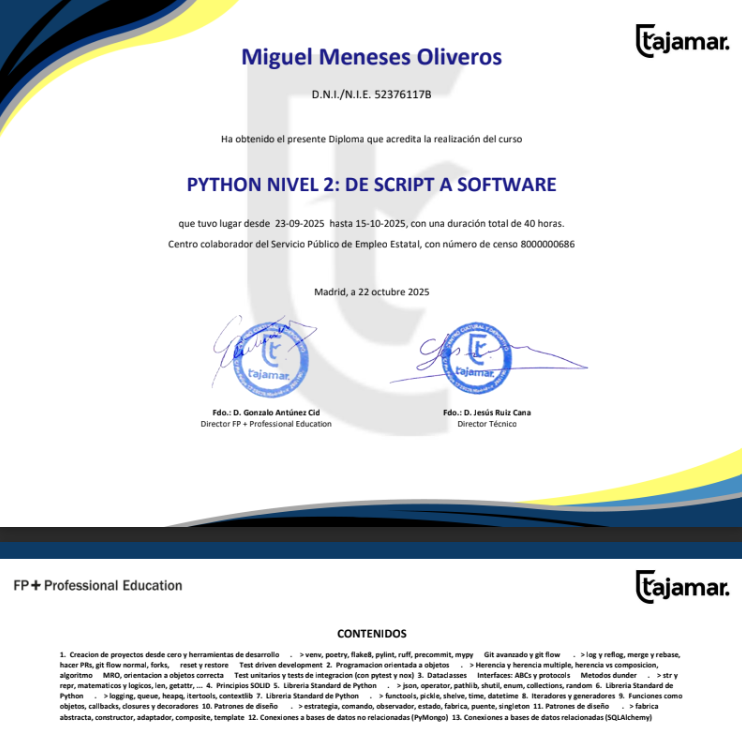 tajamar.
Miguel Meneses Oliveros
D.N.I./N.I.E. 52376117B
Ha obtenido el presente Diploma que acredita la realización del curso
PYTHON NIVEL 2: DE SCRIPT A SOFTWARE
que tuvo lugar desde 23-09-2025 hasta 15-10-2025, con una duración total de 40 horas.
Centro colaborador del Servicio Público de Empleo Estatal, con número de censo 8000000686
Madrid, a 22 octubre 2025
tajamar. tajamar.
Fdo.: D. Gonzalo Antúnez Cid Fdo.: D. Jesús Ruiz Cana
Director FP + Professional Education Director Técnico
FP+ Professional Education tajamar.
CONTENIDOS
1. Creacion de proyectos desde cero y herramientas de desarrollo . > venv, poetry, flake8, pylint, ruff, precommit, mypy Git avanzado y git flow . > log y reflog, merge y rebase,
hacer PRs, git flow normal, forks, reset y restore Test driven development 2. Programacion orientada a objetos . > Herencia y herencia multiple, herencia vs composicion,
algoritmo MRO, orientacion a objetos correcta Test unitarios y tests de integracion (con pytest y nox) 3. Dataclasses Interfaces: ABCs y protocols Metodos dunder . > str y
repr, matematicos y logicos, len, getattr, ... 4. Principios SOLID 5. Libreria Standard de Python . > json, operator, pathlib, shutil, enum, collections, random 6. Libreria Standard de
Python . > logging, queue, heapq, itertools, contextlib 7. Libreria Standard de Python . > functools, pickle, shelve, time, datetime 8. Iteradores y generadores 9. Funciones como
objetos, callbacks, closures y decoradores 10. Patrones de diseño . > estrategia, comando, observador, estado, fabrica, puente, singleton 11. Patrones de diseño . > fabrica
abstracta, constructor, adaptador, composite, template 12. Conexiones a bases de datos no relacionadas (PyMongo) 13. Conexiones a bases de datos relacionadas (SQLAlchemy)